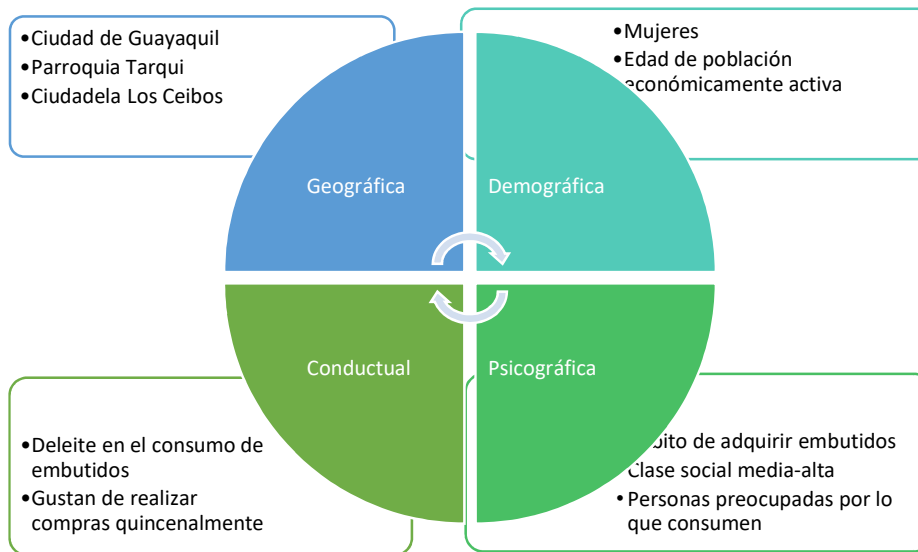 •Ciudad de Guayaquil
•Parroquia Tarqui
•Ciudadela Los Ceibos
•Mujeres
•Edad de población
económicamente activa
Geográfica
Demográfica
Conductual
Psicográfica
•Deleite en el consumo de
embutidos
•Gustan de realizar
compras quincenalmente
de adquirir embutidos
Clase social media-alta
•Personas preocupadas por lo
que consumen